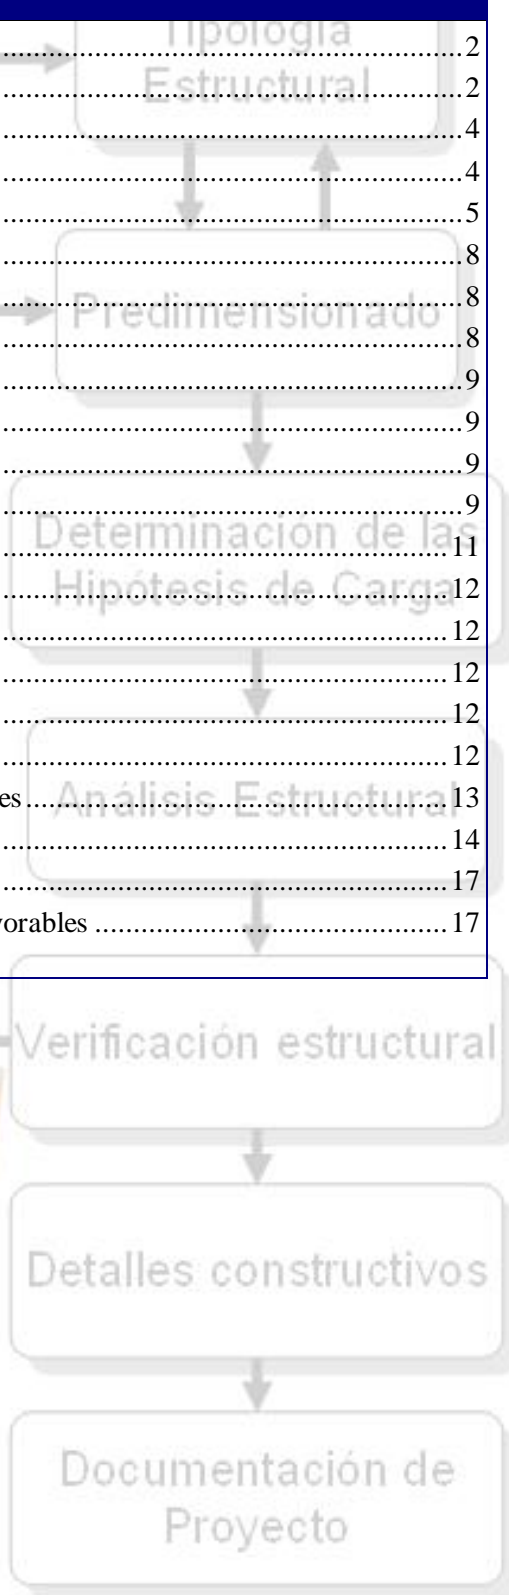 Tipología
Estructural
Predimensionado
Determinación de las
Hipótesis de Carga
Análisis Estructural
Verificación estructural
Detalles constructivos
Documentación de
Proyecto
........ 2
........ 2
........ 4
........ 4
........ 5
........ 8
........ 8
........ 8
........ 9
........ 9
........ 9
........ 9
........ 11
........ 12
........ 12
........ 12
........ 12
........ 12
es ........ 13
........ 14
........ 17
vorables ........ 17